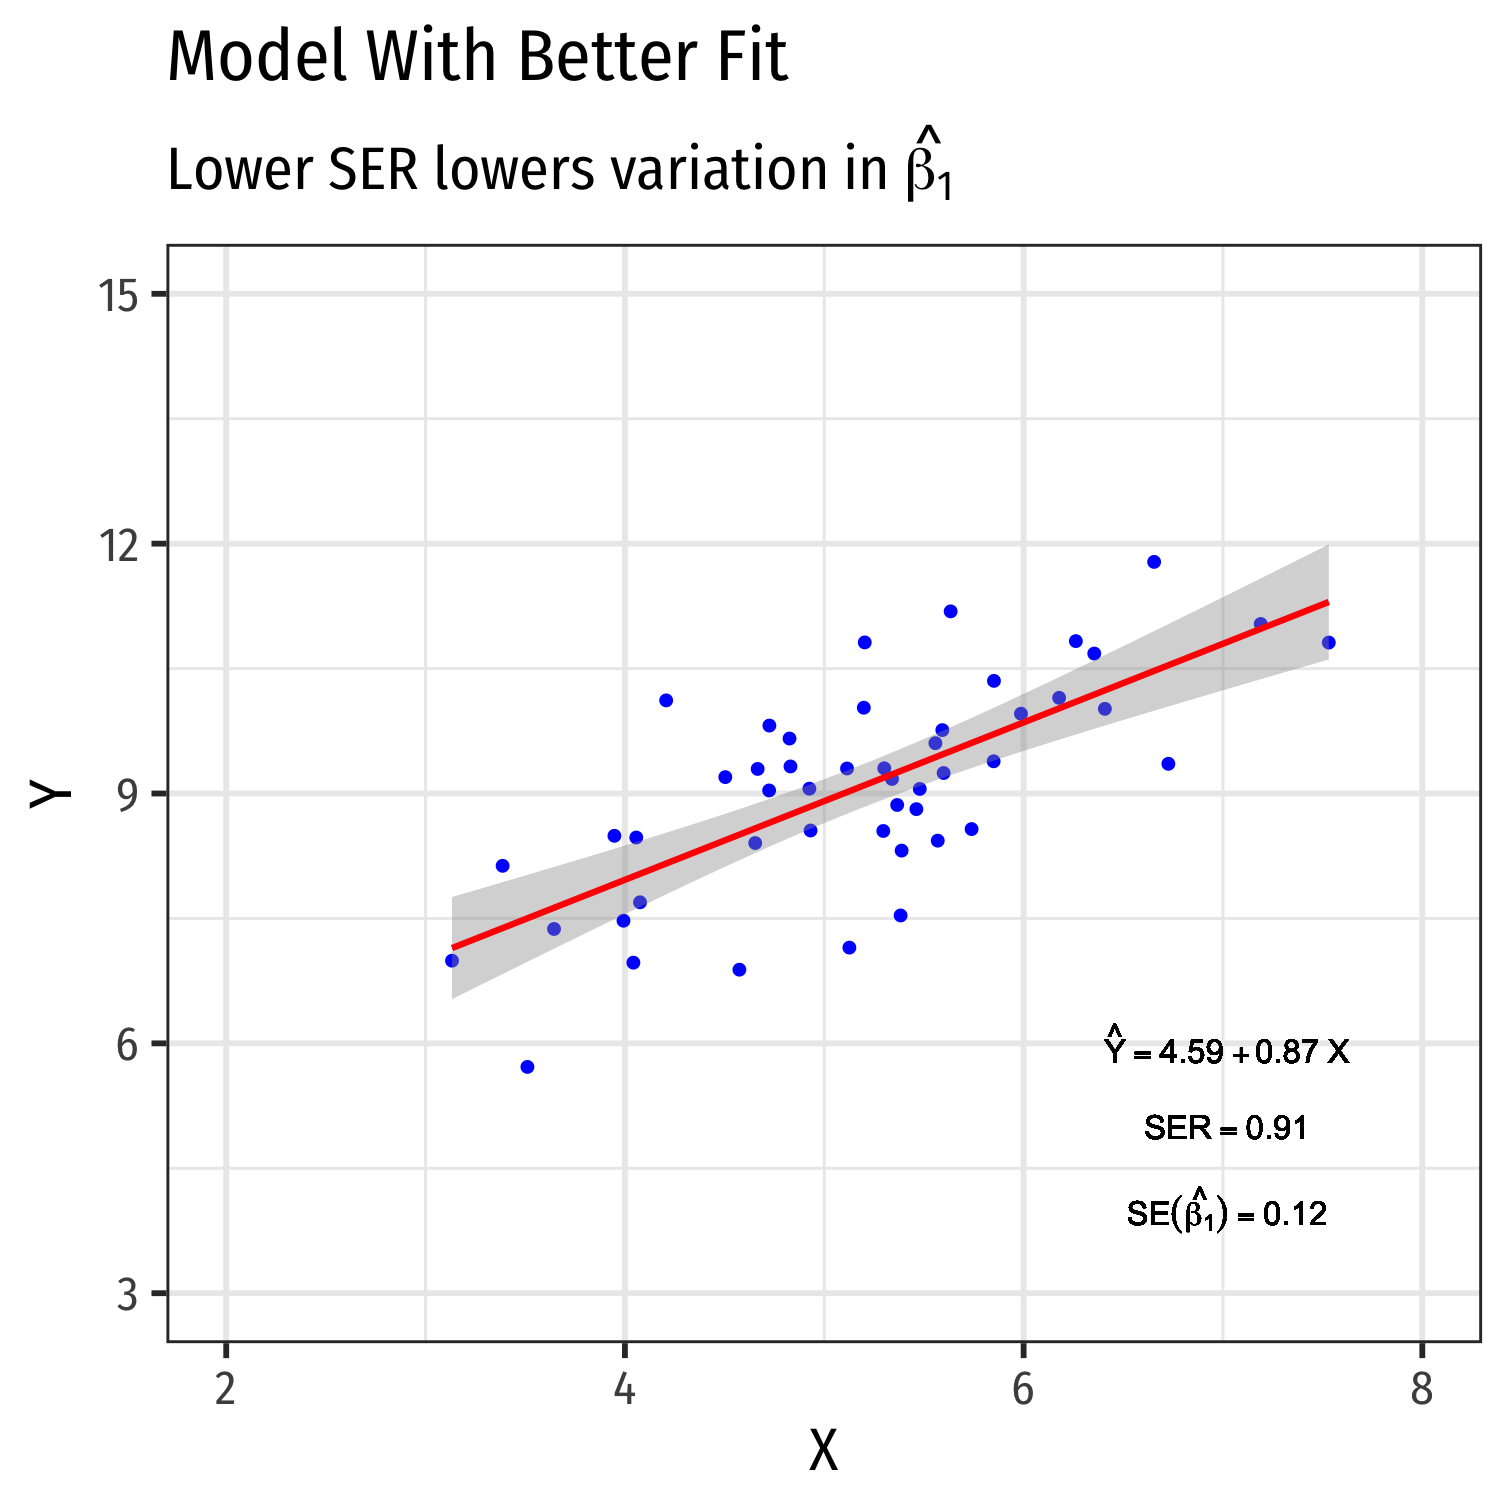 Model With Better Fit
Lower SER lowers variation in β̂₁
15
12
9
6
3
Y
Ŷ = 4.59 + 0.87 X
SER = 0.91
SE(β̂₁) = 0.12
2 4 6 8
X